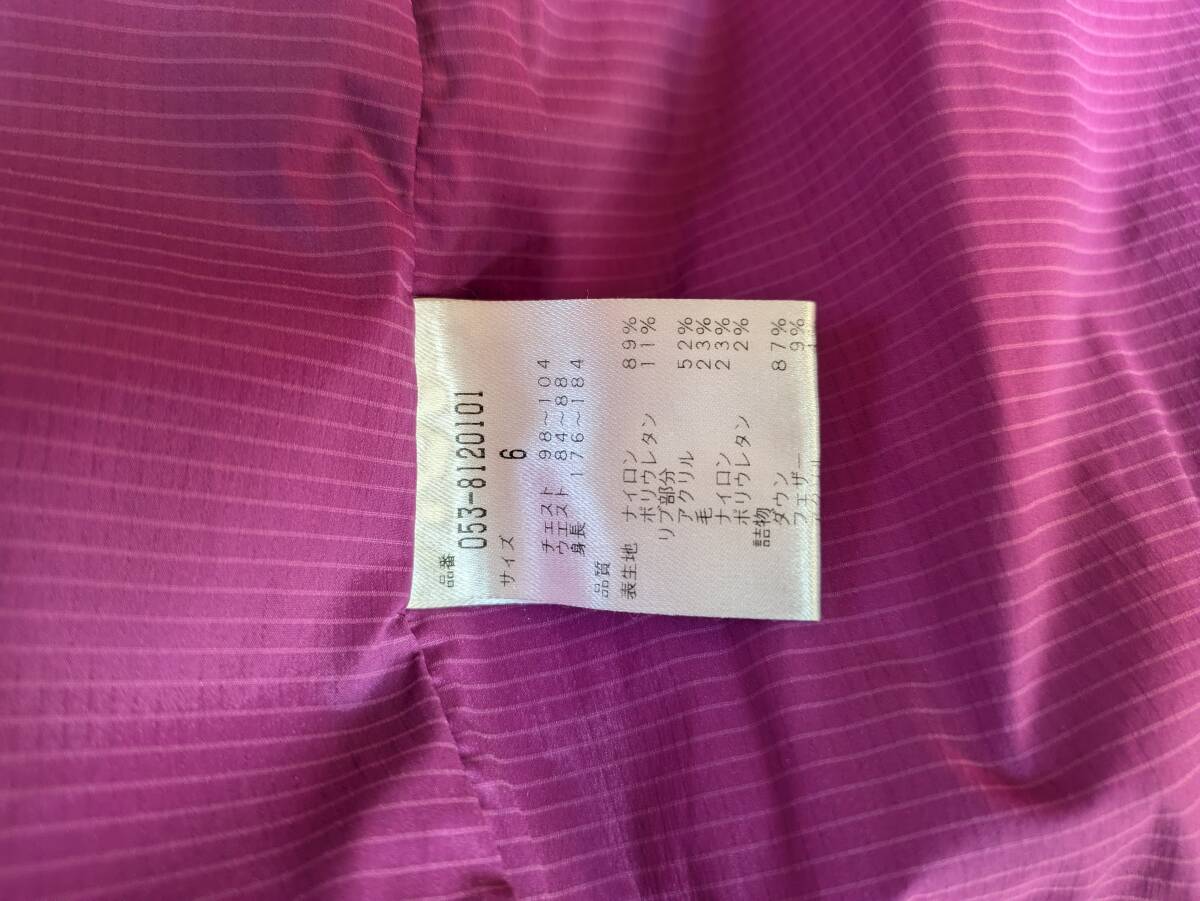 品番
053-8120101
サイズ 6
チェスト 98〜104
ウエスト 84〜88
身長 176〜184
品質
表生地 ナイロン 89%
ポリウレタン 11%
リブ部分
アクリル 52%
毛 23%
ナイロン 23%
ポリウレタン 2%
詰物
ダウン 87%
フェザー 9%